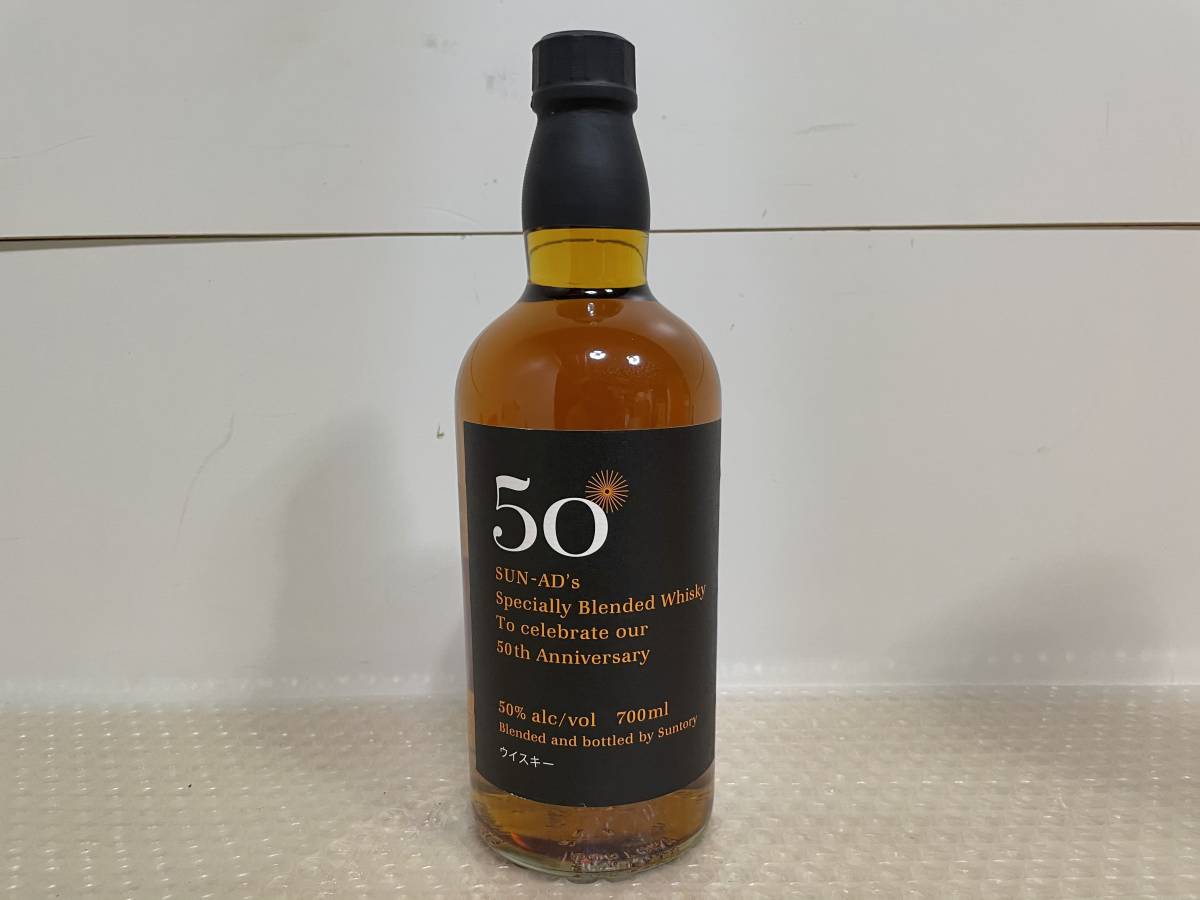 50
SUN-AD's
Specially Blended Whisky
To celebrate our
50th Anniversary
50% alc/vol 700ml
Blended and bottled by Suntory
ウイスキー